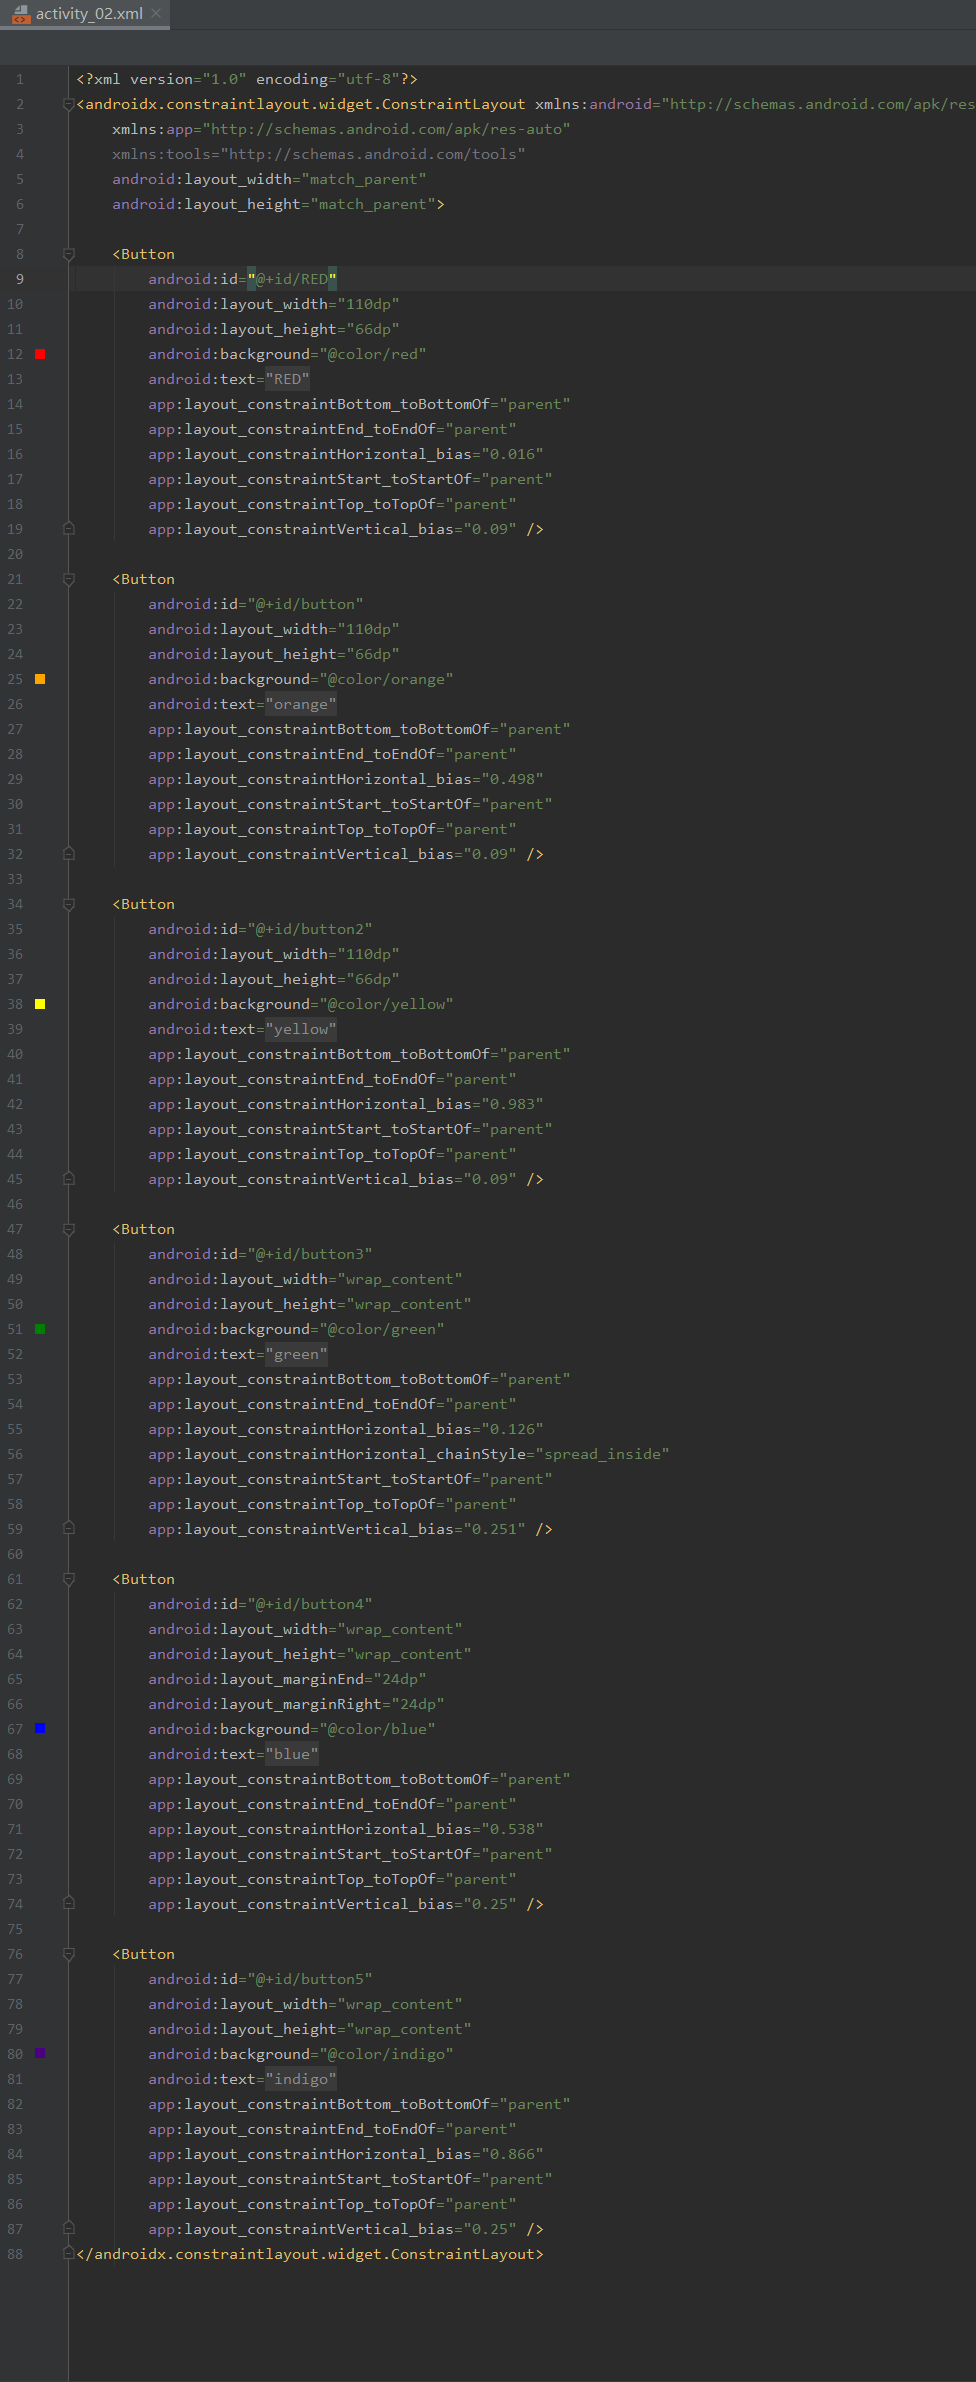 activity_02.xml
1 <?xml version="1.0" encoding="utf-8"?>
2 <androidx.constraintlayout.widget.ConstraintLayout xmlns:android="http://schemas.android.com/apk/res
3 xmlns:app="http://schemas.android.com/apk/res-auto"
4 xmlns:tools="http://schemas.android.com/tools"
5 android:layout_width="match_parent"
6 android:layout_height="match_parent">
7
8 <Button
9 android:id="@+id/RED"
10 android:layout_width="110dp"
11 android:layout_height="66dp"
12 android:background="@color/red"
13 android:text="RED"
14 app:layout_constraintBottom_toBottomOf="parent"
15 app:layout_constraintEnd_toEndOf="parent"
16 app:layout_constraintHorizontal_bias="0.016"
17 app:layout_constraintStart_toStartOf="parent"
18 app:layout_constraintTop_toTopOf="parent"
19 app:layout_constraintVertical_bias="0.09" />
20
21 <Button
22 android:id="@+id/button"
23 android:layout_width="110dp"
24 android:layout_height="66dp"
25 android:background="@color/orange"
26 android:text="orange"
27 app:layout_constraintBottom_toBottomOf="parent"
28 app:layout_constraintEnd_toEndOf="parent"
29 app:layout_constraintHorizontal_bias="0.498"
30 app:layout_constraintStart_toStartOf="parent"
31 app:layout_constraintTop_toTopOf="parent"
32 app:layout_constraintVertical_bias="0.09" />
33
34 <Button
35 android:id="@+id/button2"
36 android:layout_width="110dp"
37 android:layout_height="66dp"
38 android:background="@color/yellow"
39 android:text="yellow"
40 app:layout_constraintBottom_toBottomOf="parent"
41 app:layout_constraintEnd_toEndOf="parent"
42 app:layout_constraintHorizontal_bias="0.983"
43 app:layout_constraintStart_toStartOf="parent"
44 app:layout_constraintTop_toTopOf="parent"
45 app:layout_constraintVertical_bias="0.09" />
46
47 <Button
48 android:id="@+id/button3"
49 android:layout_width="wrap_content"
50 android:layout_height="wrap_content"
51 android:background="@color/green"
52 android:text="green"
53 app:layout_constraintBottom_toBottomOf="parent"
54 app:layout_constraintEnd_toEndOf="parent"
55 app:layout_constraintHorizontal_bias="0.126"
56 app:layout_constraintHorizontal_chainStyle="spread_inside"
57 app:layout_constraintStart_toStartOf="parent"
58 app:layout_constraintTop_toTopOf="parent"
59 app:layout_constraintVertical_bias="0.251" />
60
61 <Button
62 android:id="@+id/button4"
63 android:layout_width="wrap_content"
64 android:layout_height="wrap_content"
65 android:layout_marginEnd="24dp"
66 android:layout_marginRight="24dp"
67 android:background="@color/blue"
68 android:text="blue"
69 app:layout_constraintBottom_toBottomOf="parent"
70 app:layout_constraintEnd_toEndOf="parent"
71 app:layout_constraintHorizontal_bias="0.538"
72 app:layout_constraintStart_toStartOf="parent"
73 app:layout_constraintTop_toTopOf="parent"
74 app:layout_constraintVertical_bias="0.25" />
75
76 <Button
77 android:id="@+id/button5"
78 android:layout_width="wrap_content"
79 android:layout_height="wrap_content"
80 android:background="@color/indigo"
81 android:text="indigo"
82 app:layout_constraintBottom_toBottomOf="parent"
83 app:layout_constraintEnd_toEndOf="parent"
84 app:layout_constraintHorizontal_bias="0.866"
85 app:layout_constraintStart_toStartOf="parent"
86 app:layout_constraintTop_toTopOf="parent"
87 app:layout_constraintVertical_bias="0.25" />
88 </androidx.constraintlayout.widget.ConstraintLayout>